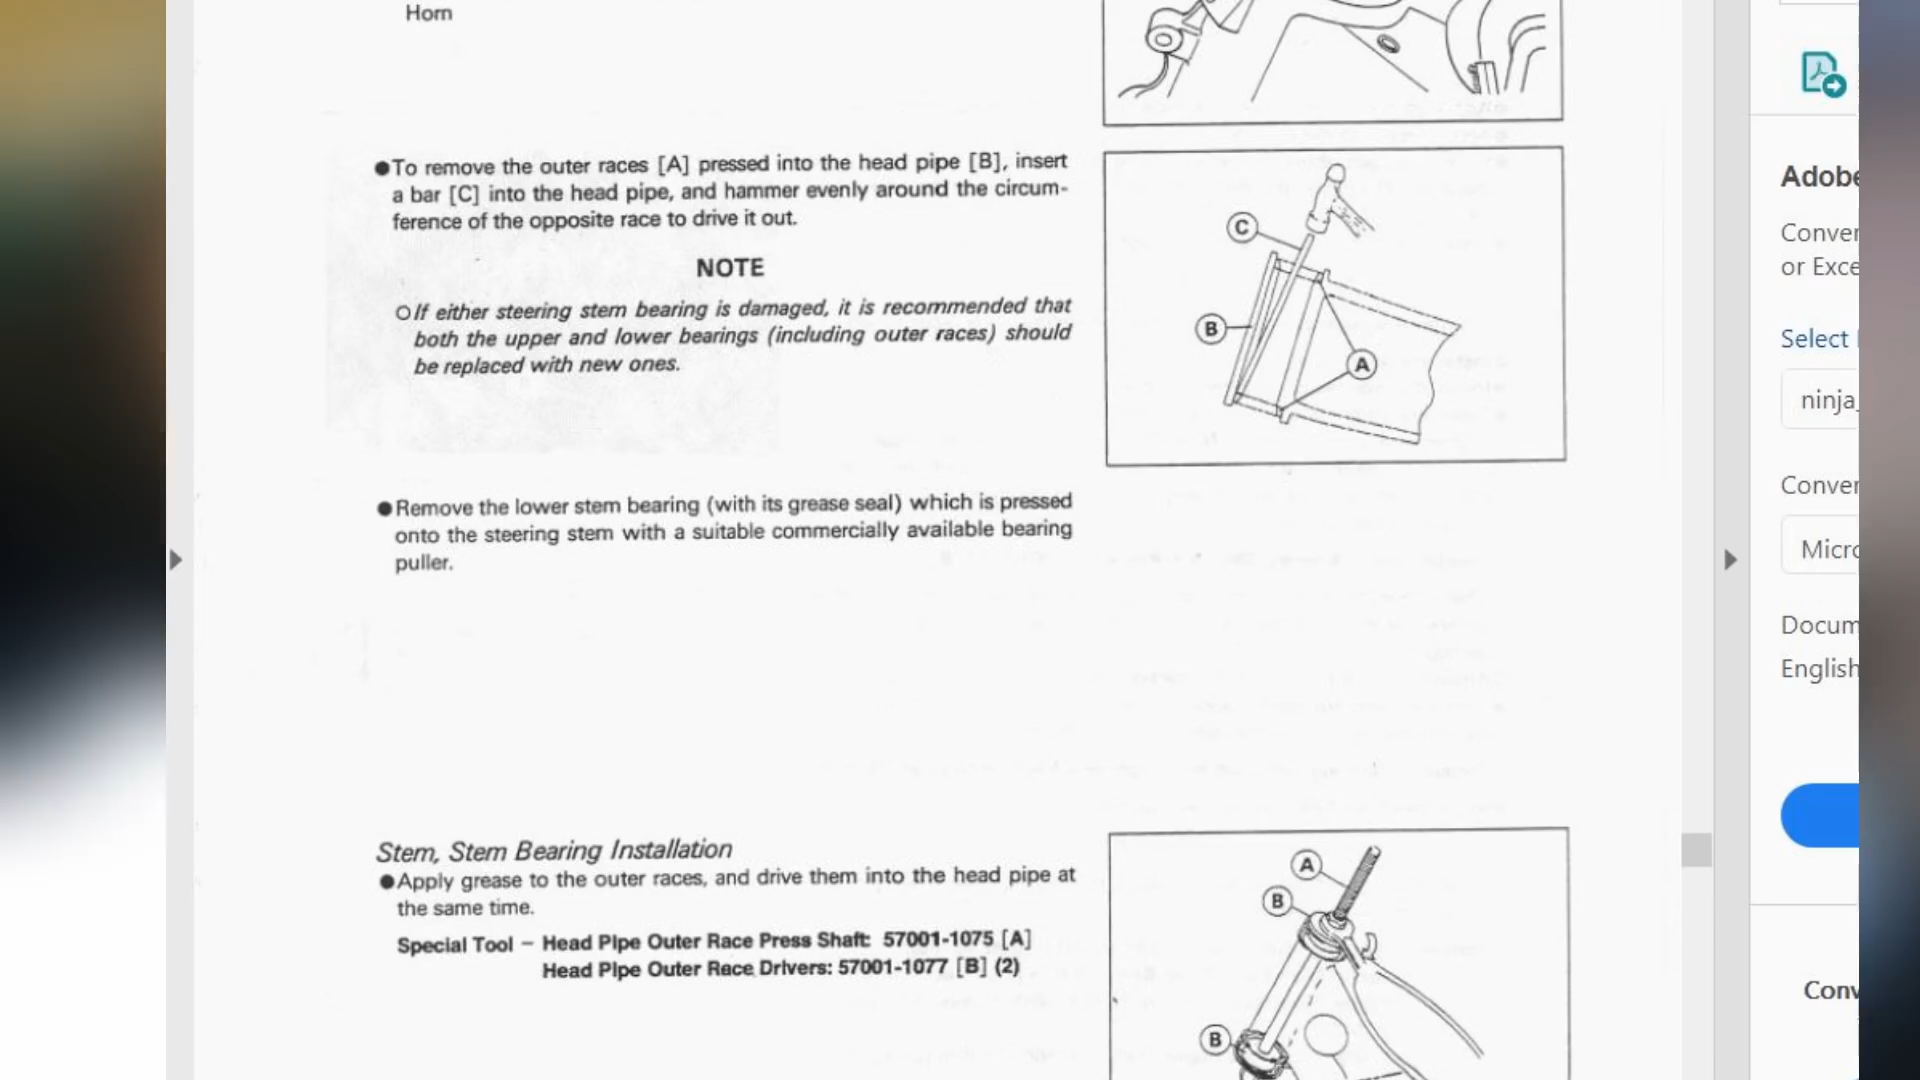 Horn
●To remove the outer races [A] pressed into the head pipe [B], insert
a bar [C] into the head pipe, and hammer evenly around the circum-
ference of the opposite race to drive it out.
NOTE
○If either steering stem bearing is damaged, it is recommended that
both the upper and lower bearings (including outer races) should
be replaced with new ones.
C
B
A
●Remove the lower stem bearing (with its grease seal) which is pressed
onto the steering stem with a suitable commercially available bearing
puller.
Stem, Stem Bearing Installation
●Apply grease to the outer races, and drive them into the head pipe at
the same time.
Special Tool – Head Pipe Outer Race Press Shaft: 57001-1075 [A]
Head Pipe Outer Race Drivers: 57001-1077 [B] (2)
A
B
B
Adobe
Conver
or Exce
Select
ninja_
Conver
Micro
Docum
English
Conv